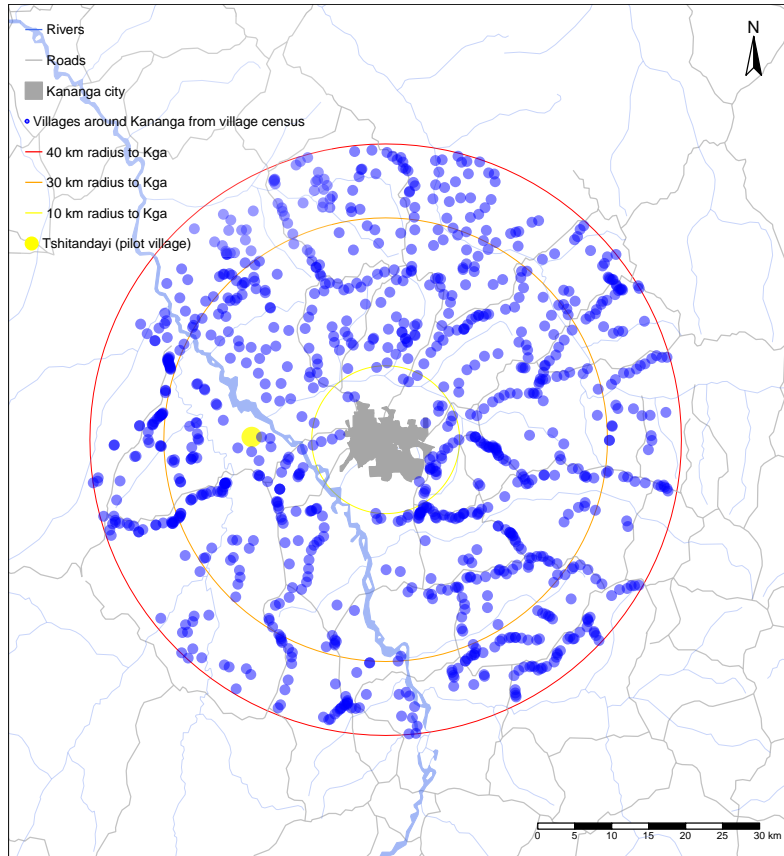 Rivers
Roads
Kananga city
Villages around Kananga from village census
40 km radius to Kga
30 km radius to Kga
10 km radius to Kga
Tshitandayi (pilot village)
N
0 5 10 15 20 25 30 km